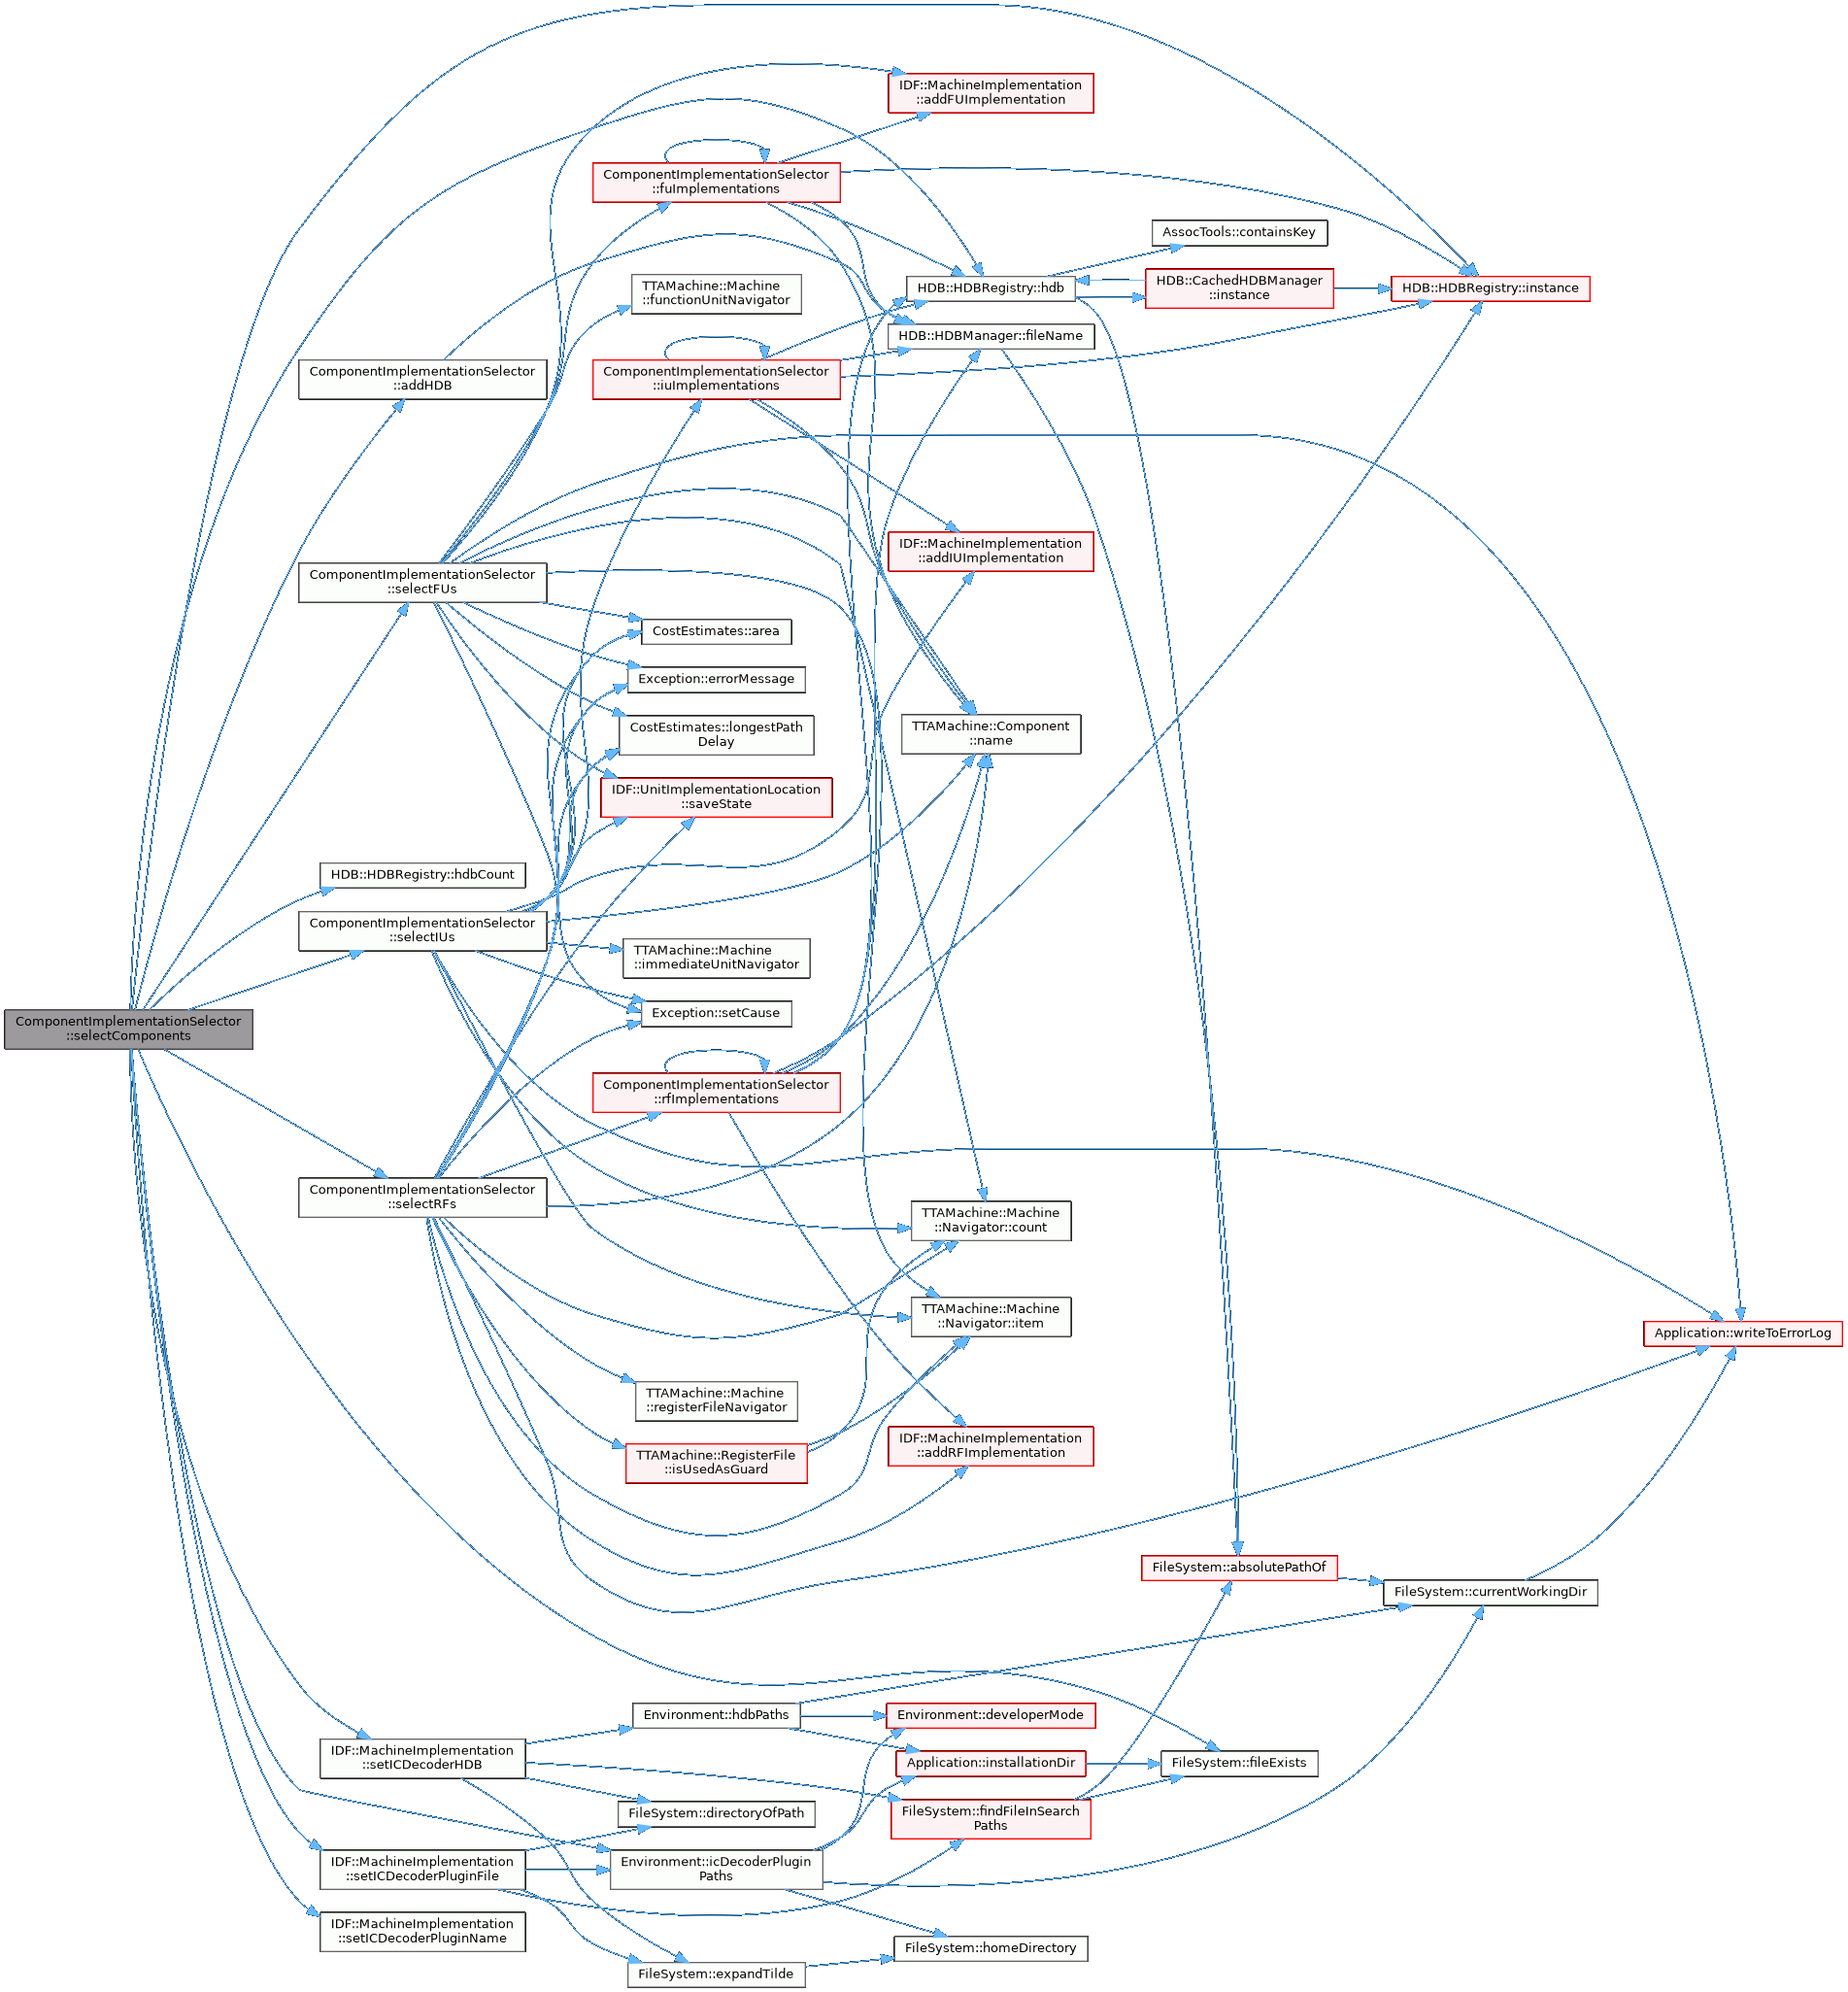 ComponentImplementationSelector
::selectComponents
ComponentImplementationSelector
::addHDB
ComponentImplementationSelector
::selectFUs
HDB::HDBRegistry::hdbCount
ComponentImplementationSelector
::selectIUs
ComponentImplementationSelector
::selectRFs
IDF::MachineImplementation
::setICDecoderHDB
IDF::MachineImplementation
::setICDecoderPluginFile
IDF::MachineImplementation
::setICDecoderPluginName
ComponentImplementationSelector
::fuImplementations
TTAMachine::Machine
::functionUnitNavigator
ComponentImplementationSelector
::iuImplementations
CostEstimates::area
Exception::errorMessage
CostEstimates::longestPath
Delay
IDF::UnitImplementationLocation
::saveState
TTAMachine::Machine
::immediateUnitNavigator
Exception::setCause
ComponentImplementationSelector
::rfImplementations
TTAMachine::Machine
::registerFileNavigator
TTAMachine::RegisterFile
::isUsedAsGuard
Environment::hdbPaths
FileSystem::directoryOfPath
Environment::icDecoderPlugin
Paths
FileSystem::expandTilde
IDF::MachineImplementation
::addFUImplementation
HDB::HDBRegistry::hdb
HDB::HDBManager::fileName
IDF::MachineImplementation
::addIUImplementation
TTAMachine::Component
::name
TTAMachine::Machine
::Navigator::count
TTAMachine::Machine
::Navigator::item
IDF::MachineImplementation
::addRFImplementation
Environment::developerMode
Application::installationDir
FileSystem::findFileInSearch
Paths
FileSystem::homeDirectory
AssocTools::containsKey
HDB::CachedHDBManager
::instance
FileSystem::absolutePathOf
FileSystem::fileExists
HDB::HDBRegistry::instance
FileSystem::currentWorkingDir
Application::writeToErrorLog